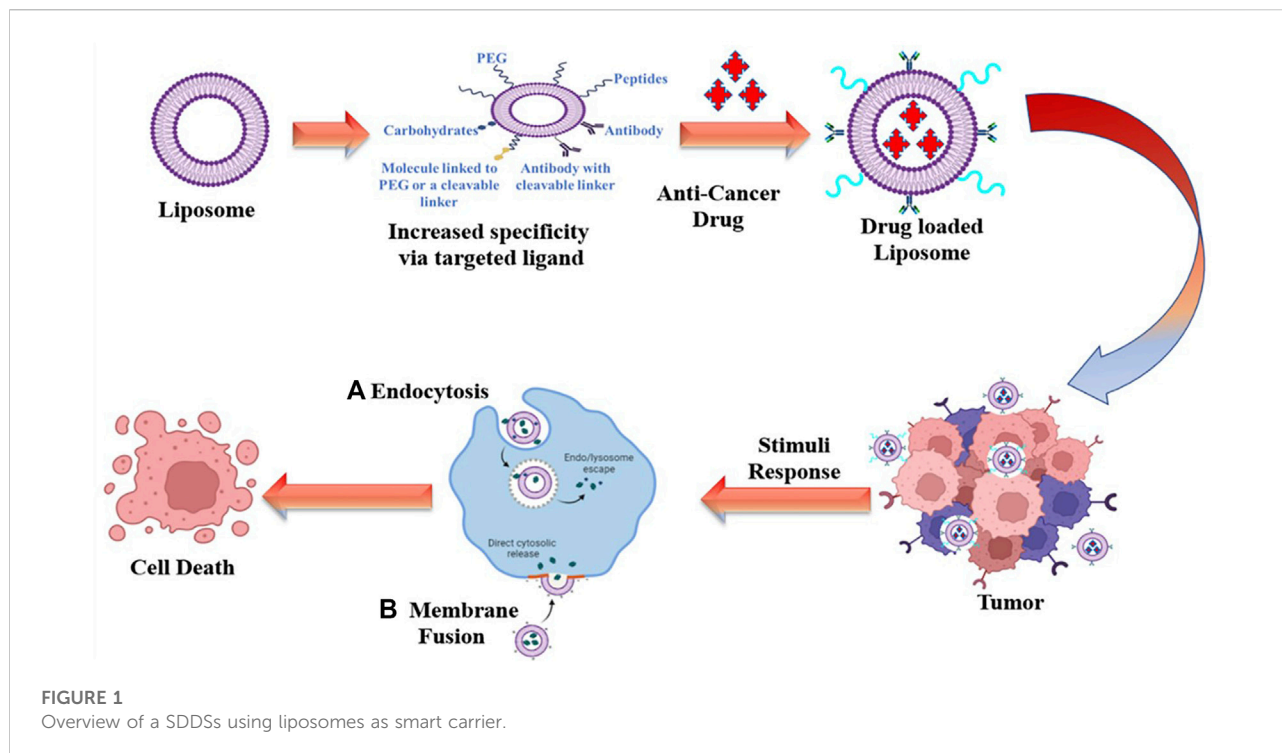 PEG
Peptides
Carbohydrates
Antibody
Molecule linked to
PEG or a cleavable
linker
Antibody with
cleavable linker
Liposome
Increased specificity
via targeted ligand
Anti-Cancer
Drug
Drug loaded
Liposome
A Endocytosis
Endo/lysosome
escape
Direct cytosolic
release
B Membrane
Fusion
Stimuli
Response
Cell Death
Tumor
FIGURE 1
Overview of a SDDSs using liposomes as smart carrier.